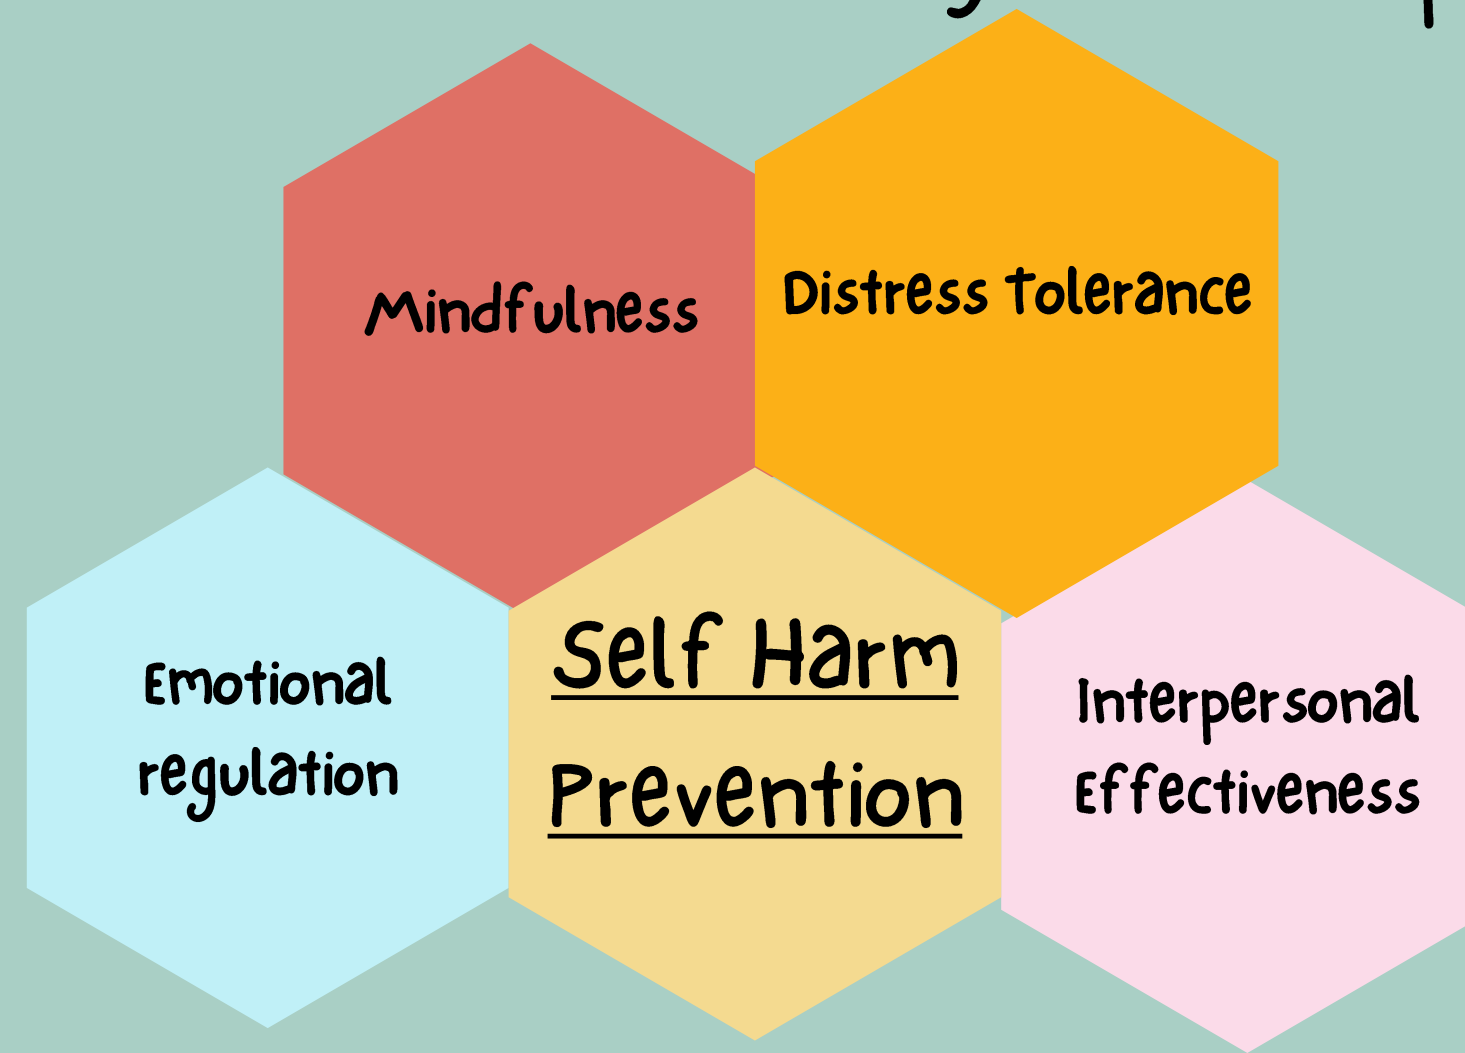 Mindfulness
Distress Tolerance
Emotional
regulation
Self Harm
Prevention
Interpersonal
Effectiveness